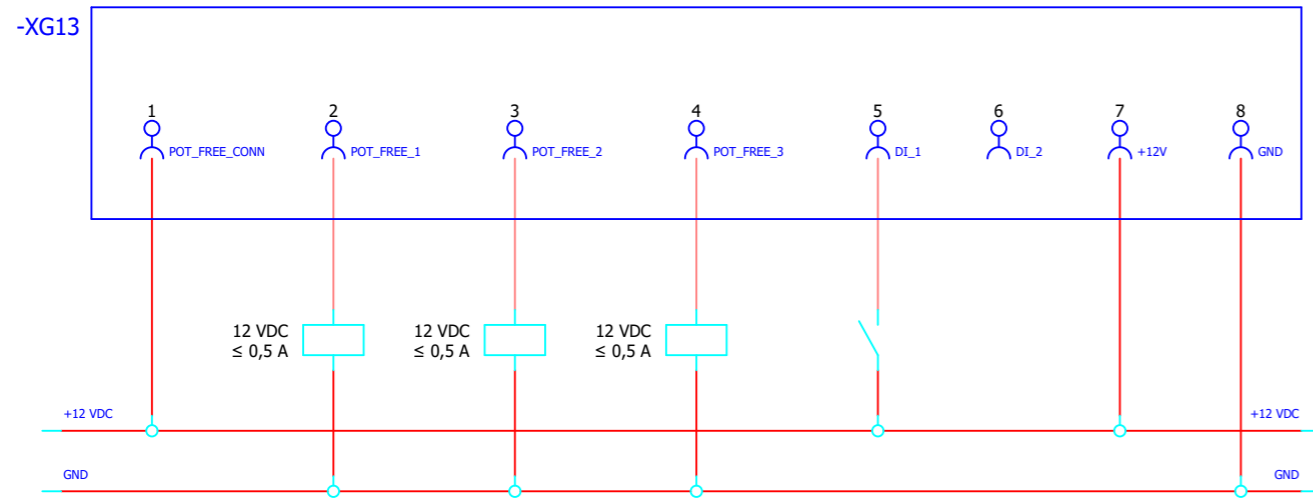 -XG13
1 2 3 4 5 6 7 8
POT_FREE_CONN POT_FREE_1 POT_FREE_2 POT_FREE_3 DI_1 DI_2 +12V GND
12 VDC 12 VDC 12 VDC
≤ 0,5 A ≤ 0,5 A ≤ 0,5 A
+12 VDC +12 VDC
GND GND